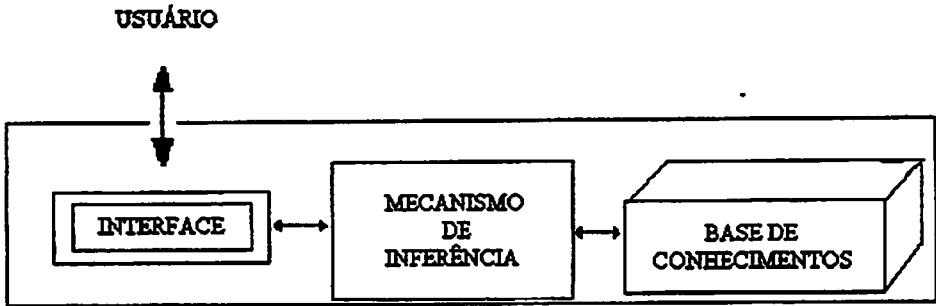 USUÁRIO
INTERFACE
MECANISMO
DE
INFERÊNCIA
BASE DE
CONHECIMENTOS